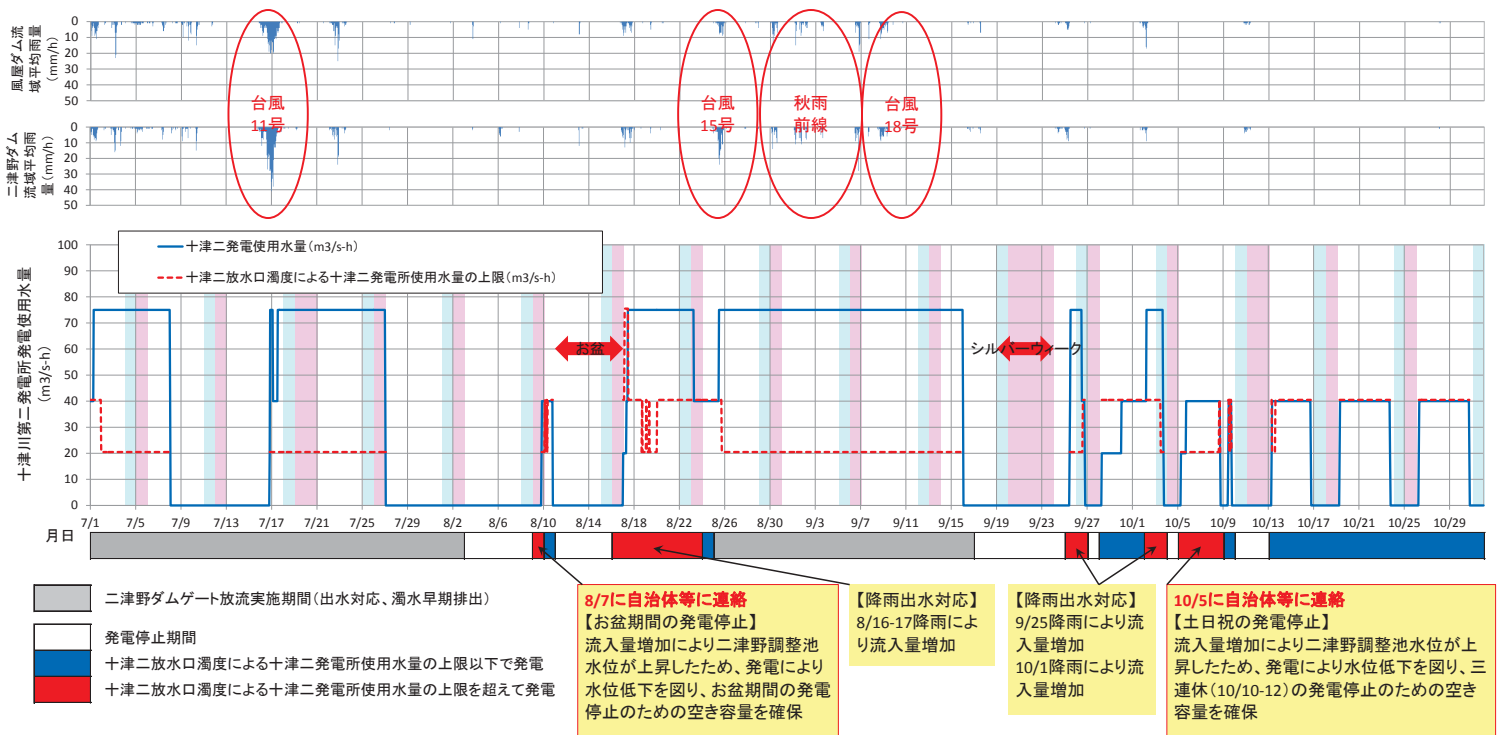 風屋ダム流
域平均雨量
(mm/h)
0
10
20
30
40
50
台風
11号
台風
15号
秋雨
前線
台風
18号
二津野ダム
流域平均雨
量(mm/h)
0
10
20
30
40
50
十津川第二発電所発電使用水量
(m3/s-h)
100
90
80
70
60
50
40
30
20
10
0
十津二発電使用水量(m3/s-h)
十津二放水口濁度による十津二発電所使用水量の上限(m3/s-h)
お盆
シルバーウィーク
7/1 7/5 7/9 7/13 7/17 7/21 7/25 7/29 8/2 8/6 8/10 8/14 8/18 8/22 8/26 8/30 9/3 9/7 9/11 9/15 9/19 9/23 9/27 10/1 10/5 10/9 10/13 10/17 10/21 10/25 10/29
月日
二津野ダムゲート放流実施期間(出水対応、濁水早期排出)
発電停止期間
十津二放水口濁度による十津二発電所使用水量の上限以下で発電
十津二放水口濁度による十津二発電所使用水量の上限を超えて発電
8/7に自治体等に連絡
【お盆期間の発電停止】
流入量増加により二津野調整池
水位が上昇したため、発電により
水位低下を図り、お盆期間の発電
停止のための空き容量を確保
【降雨出水対応】
8/16-17降雨によ
り流入量増加
【降雨出水対応】
9/25降雨により流
入量増加
10/1降雨により流
入量増加
10/5に自治体等に連絡
【土日祝の発電停止】
流入量増加により二津野調整池水位が上
昇したため、発電により水位低下を図り、三
連休(10/10-12)の発電停止のための空き
容量を確保